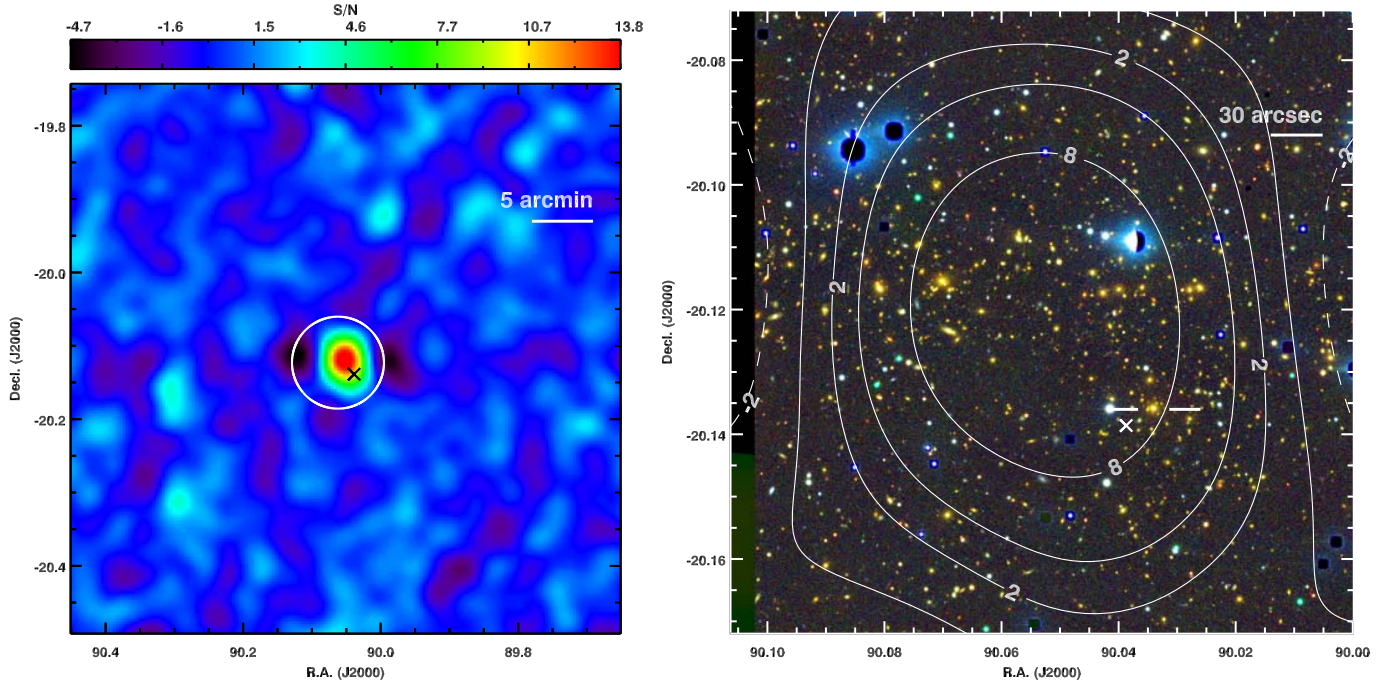 S/N
-4.7 -1.6 1.5 4.6 7.7 10.7 13.8
5 arcmin
-19.8
-20.0
-20.2
-20.4
Decl. (J2000)
90.4 90.2 90.0 89.8
R.A. (J2000)
30 arcsec
2
8
-2
2
2
-2
8
2
-20.08
-20.10
-20.12
-20.14
-20.16
Decl. (J2000)
90.10 90.08 90.06 90.04 90.02 90.00
R.A. (J2000)